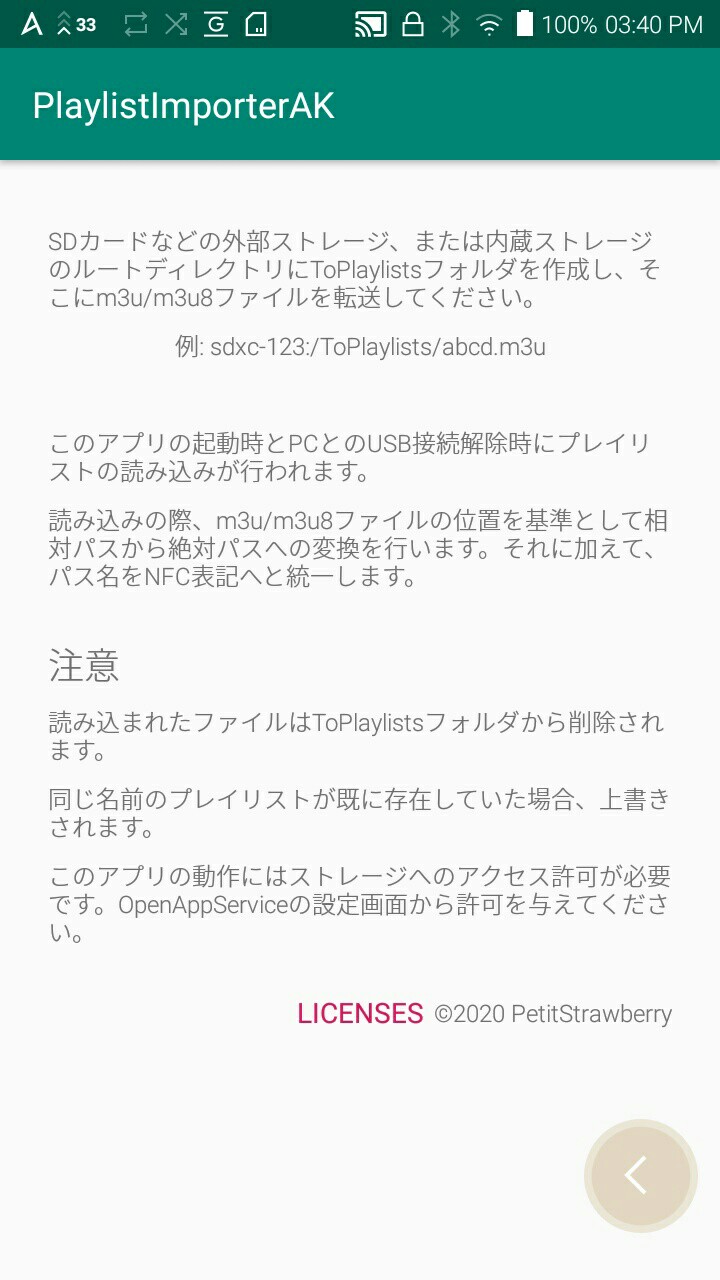 33
100% 03:40 PM
PlaylistImporterAK
SDカードなどの外部ストレージ、または内蔵ストレージ
のルートディレクトリにToPlaylistsフォルダを作成し、そ
こにm3u/m3u8ファイルを転送してください。
例: sdxc-123:/ToPlaylists/abcd.m3u
このアプリの起動時とPCとのUSB接続解除時にプレイリ
ストの読み込みが行われます。
読み込みの際、m3u/m3u8ファイルの位置を基準として相
対パスから絶対パスへの変換を行います。それに加えて、
パス名をNFC表記へと統一します。
注意
読み込まれたファイルはToPlaylistsフォルダから削除され
ます。
同じ名前のプレイリストが既に存在していた場合、上書き
されます。
このアプリの動作にはストレージへのアクセス許可が必要
です。OpenAppServiceの設定画面から許可を与えてくださ
い。
LICENSES ©2020 PetitStrawberry